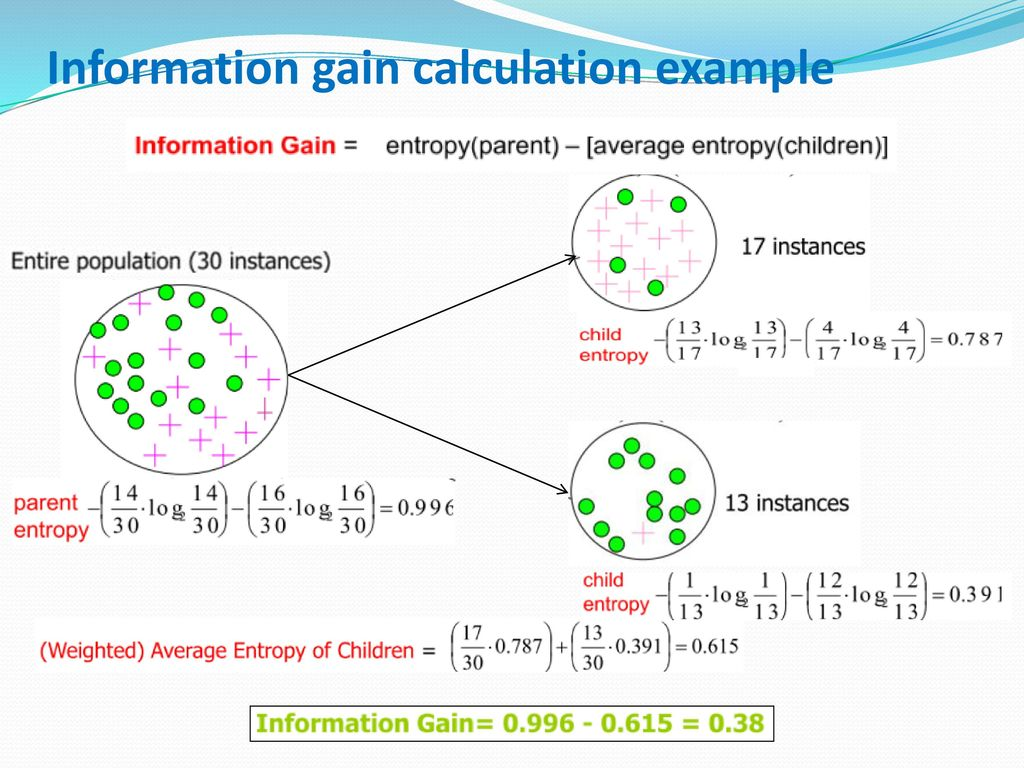 Information gain calculation example
Information Gain = entropy(parent) – [average entropy(children)]
17 instances
Entire population (30 instances)
child entropy −(13/17 · log₂ 13/17) − (4/17 · log₂ 4/17) = 0.787
parent entropy −(14/30 · log₂ 14/30) − (16/30 · log₂ 16/30) = 0.996
13 instances
child entropy −(1/13 · log₂ 1/13) − (12/13 · log₂ 12/13) = 0.391
(Weighted) Average Entropy of Children = (17/30 · 0.787) + (13/30 · 0.391) = 0.615
Information Gain= 0.996 - 0.615 = 0.38